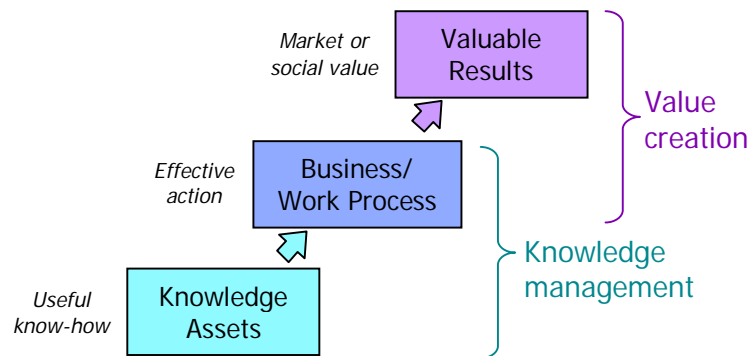 Market or
social value
Valuable
Results
Value
creation
Effective
action
Business/
Work Process
Knowledge
management
Useful
know-how
Knowledge
Assets